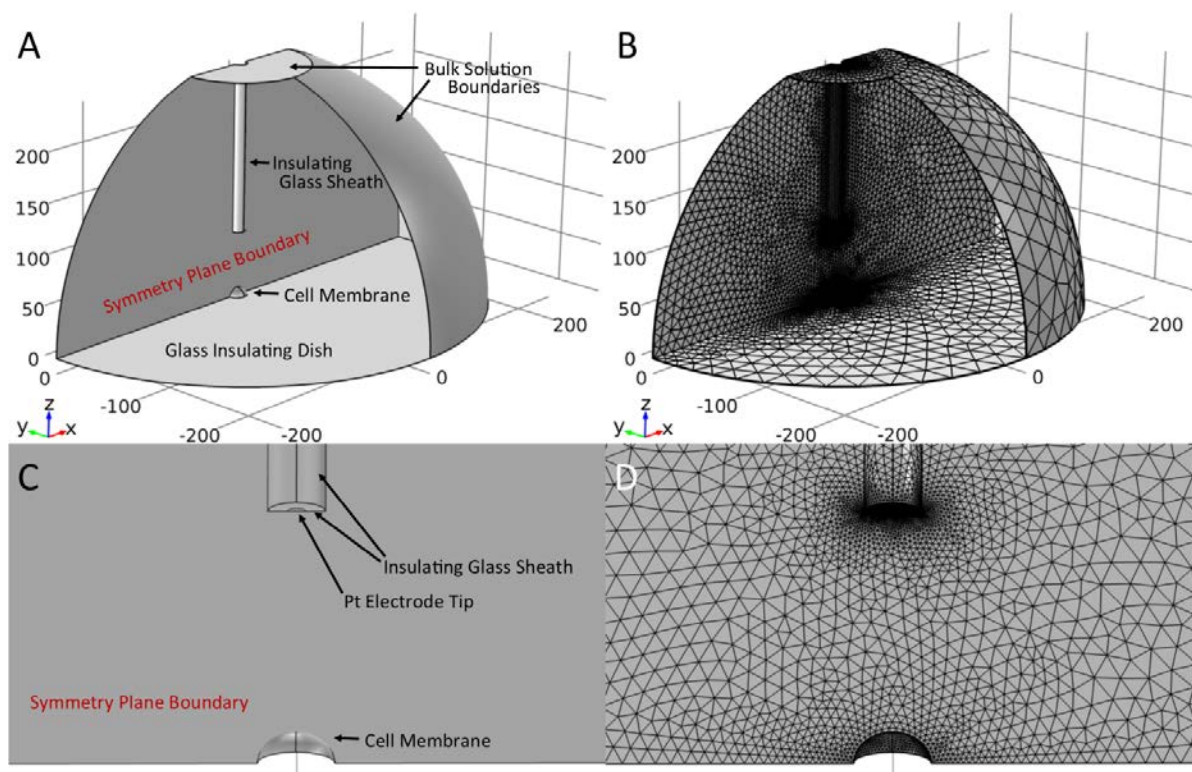 A
Bulk Solution
Boundaries
200
150
100
50
0
Insulating
Glass Sheath
Symmetry Plane Boundary
Cell Membrane
Glass Insulating Dish
200
0
0
-100
-200
-200
z
y
x
B
200
150
100
50
0
200
0
0
-100
-200
-200
z
y
x
C
Insulating Glass Sheath
Pt Electrode Tip
Symmetry Plane Boundary
Cell Membrane
D